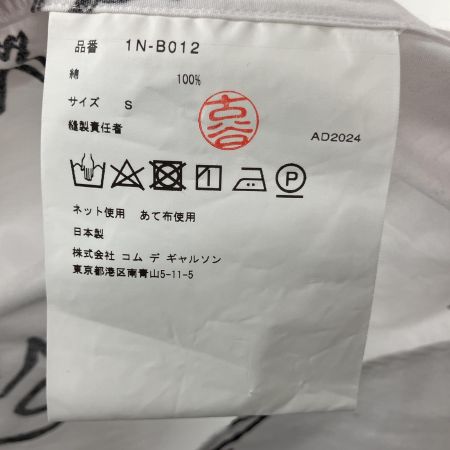 品番 1N-B012
綿 100%
サイズ S
縫製責任者 古谷
AD2024
ネット使用 あて布使用
日本製
株式会社 コム デ ギャルソン
東京都港区南青山5-11-5